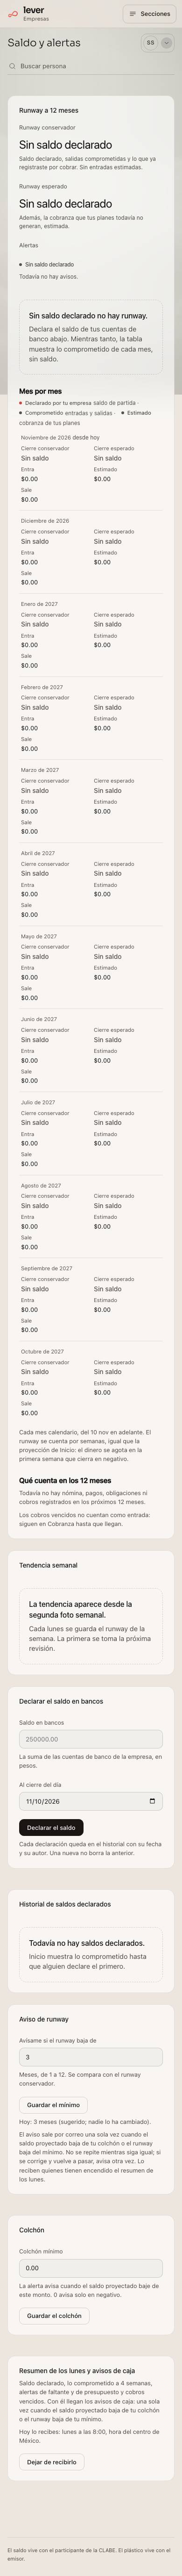 lever
Empresas
Secciones
Saldo y alertas
SS
Buscar persona
Runway a 12 meses
Runway conservador
Sin saldo declarado
Saldo declarado, salidas comprometidas y lo que ya
registraste por cobrar. Sin entradas estimadas.
Runway esperado
Sin saldo declarado
Además, la cobranza que tus planes todavía no
generan, estimada.
Alertas
Sin saldo declarado
Todavía no hay avisos.
Sin saldo declarado no hay runway.
Declara el saldo de tus cuentas de
banco abajo. Mientras tanto, la tabla
muestra lo comprometido de cada mes,
sin saldo.
Mes por mes
Declarado por tu empresa saldo de partida ·
Comprometido entradas y salidas · Estimado
cobranza de tus planes
Noviembre de 2026 desde hoy
Cierre conservador Cierre esperado
Sin saldo Sin saldo
Entra Estimado
$0.00 $0.00
Sale
$0.00
Diciembre de 2026
Cierre conservador Cierre esperado
Sin saldo Sin saldo
Entra Estimado
$0.00 $0.00
Sale
$0.00
Enero de 2027
Cierre conservador Cierre esperado
Sin saldo Sin saldo
Entra Estimado
$0.00 $0.00
Sale
$0.00
Febrero de 2027
Cierre conservador Cierre esperado
Sin saldo Sin saldo
Entra Estimado
$0.00 $0.00
Sale
$0.00
Marzo de 2027
Cierre conservador Cierre esperado
Sin saldo Sin saldo
Entra Estimado
$0.00 $0.00
Sale
$0.00
Abril de 2027
Cierre conservador Cierre esperado
Sin saldo Sin saldo
Entra Estimado
$0.00 $0.00
Sale
$0.00
Mayo de 2027
Cierre conservador Cierre esperado
Sin saldo Sin saldo
Entra Estimado
$0.00 $0.00
Sale
$0.00
Junio de 2027
Cierre conservador Cierre esperado
Sin saldo Sin saldo
Entra Estimado
$0.00 $0.00
Sale
$0.00
Julio de 2027
Cierre conservador Cierre esperado
Sin saldo Sin saldo
Entra Estimado
$0.00 $0.00
Sale
$0.00
Agosto de 2027
Cierre conservador Cierre esperado
Sin saldo Sin saldo
Entra Estimado
$0.00 $0.00
Sale
$0.00
Septiembre de 2027
Cierre conservador Cierre esperado
Sin saldo Sin saldo
Entra Estimado
$0.00 $0.00
Sale
$0.00
Octubre de 2027
Cierre conservador Cierre esperado
Sin saldo Sin saldo
Entra Estimado
$0.00 $0.00
Sale
$0.00
Cada mes calendario, del 10 nov en adelante. El
runway se cuenta por semanas, igual que la
proyección de Inicio: el dinero se agota en la
primera semana que cierra en negativo.
Qué cuenta en los 12 meses
Todavía no hay nómina, pagos, obligaciones ni
cobros registrados en los próximos 12 meses.
Los cobros vencidos no cuentan como entrada:
siguen en Cobranza hasta que llegan.
Tendencia semanal
La tendencia aparece desde la
segunda foto semanal.
Cada lunes se guarda el runway de la
semana. La primera se toma la próxima
revisión.
Declarar el saldo en bancos
Saldo en bancos
250000.00
La suma de las cuentas de banco de la empresa, en
pesos.
Al cierre del día
11/10/2026
Declarar el saldo
Cada declaración queda en el historial con su fecha
y su autor. Una nueva no borra la anterior.
Historial de saldos declarados
Todavía no hay saldos declarados.
Inicio muestra lo comprometido hasta
que alguien declare el primero.
Aviso de runway
Avísame si el runway baja de
3
Meses, de 1 a 12. Se compara con el runway
conservador.
Guardar el mínimo
Hoy: 3 meses (sugerido; nadie lo ha cambiado).
El aviso sale por correo una sola vez cuando el
saldo proyectado baja de tu colchón o el runway
baja del mínimo. No se repite mientras siga igual; si
se corrige y vuelve a pasar, avisa otra vez. Lo
reciben quienes tienen encendido el resumen de
los lunes.
Colchón
Colchón mínimo
0.00
La alerta avisa cuando el saldo proyectado baje de
este monto. 0 avisa solo en negativo.
Guardar el colchón
Resumen de los lunes y avisos de caja
Saldo declarado, lo comprometido a 4 semanas,
alertas de faltante y de presupuesto y cobros
vencidos. Con él llegan los avisos de caja: una sola
vez cuando el saldo proyectado baja de tu colchón
o el runway baja de tu mínimo.
Hoy lo recibes: lunes a las 8:00, hora del centro de
México.
Dejar de recibirlo
El saldo vive con el participante de la CLABE. El plástico vive con el
emisor.